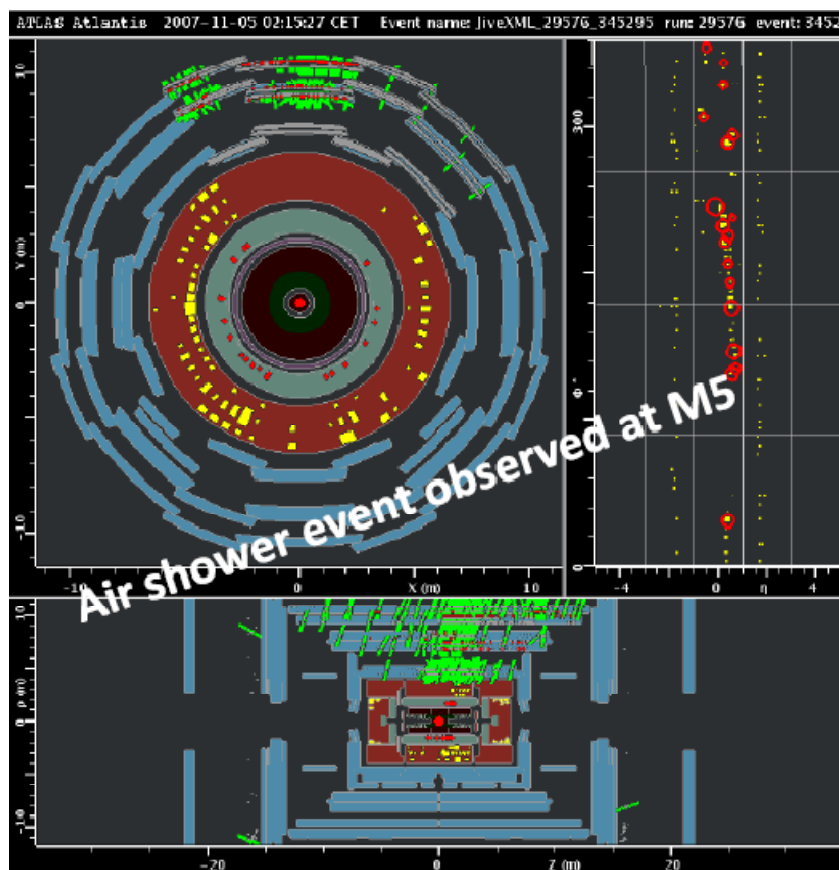 ATLAS Atlantis 2007-11-05 02:15:27 CET Event name: JiveXML_29576_345295 run: 29576 event: 3452
10
Y (m)
0
-10
-10 0 X (m) 10
300
0
-4 0 η 4
Air shower event observed at M5
10
ρ (m)
0
-10
-20 0 Z (m) 20